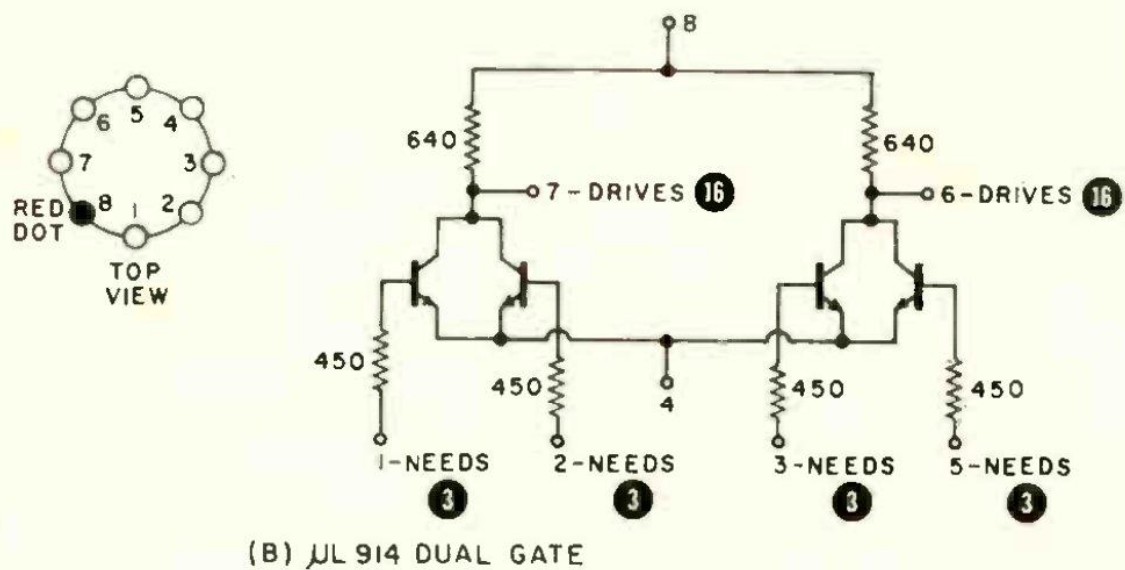 8
5
6
4
640
640
7
3
7-DRIVES 16
6-DRIVES 16
RED
DOT
8
1
2
TOP
VIEW
450
450
4
450
450
1-NEEDS
3
2-NEEDS
3
3-NEEDS
3
5-NEEDS
3
(B) μL 914 DUAL GATE